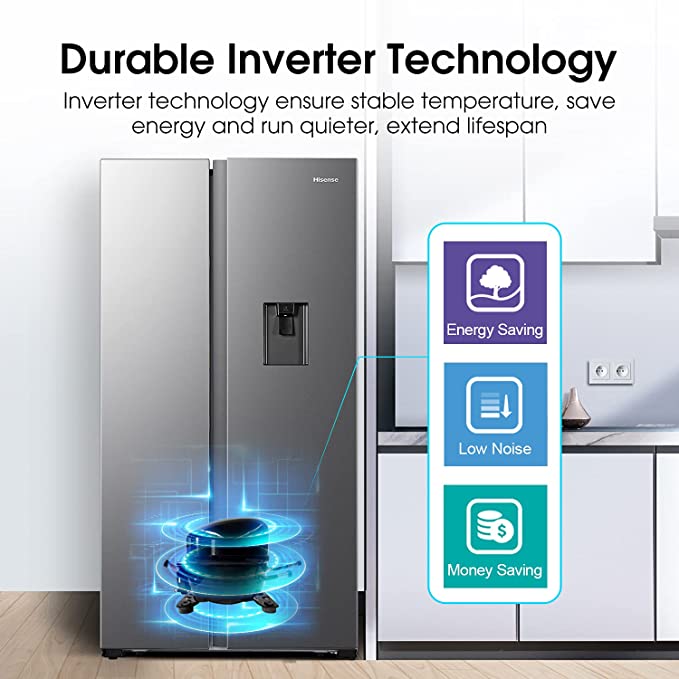 Durable Inverter Technology
Inverter technology ensure stable temperature, save
energy and run quieter, extend lifespan
Hisense
Energy Saving
Low Noise
$
Money Saving